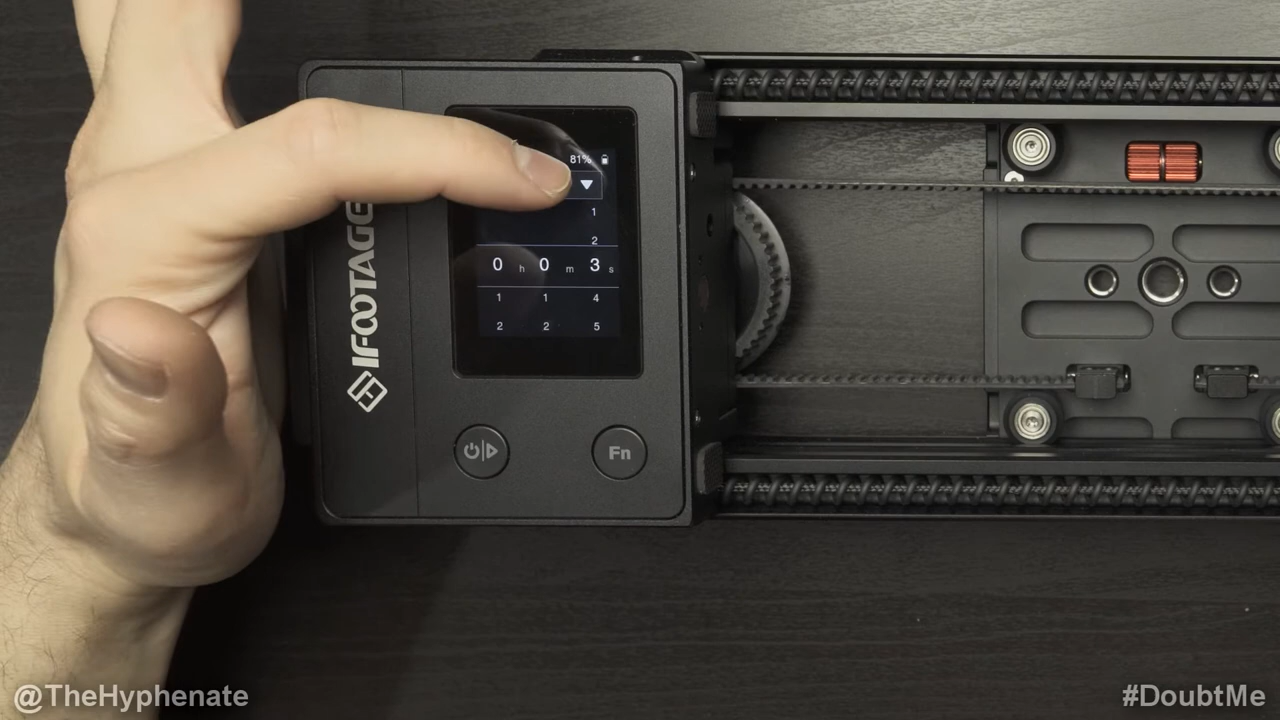 81%
1
2
0 h 0 m 3 s
1 1 4
2 2 5
IFOOTAGE
Fn
@TheHyphenate
#DoubtMe